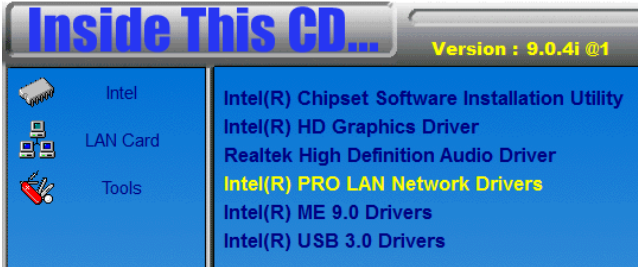 Inside This CD...
Version : 9.0.4i @1
Intel
LAN Card
Tools
Intel(R) Chipset Software Installation Utility
Intel(R) HD Graphics Driver
Realtek High Definition Audio Driver
Intel(R) PRO LAN Network Drivers
Intel(R) ME 9.0 Drivers
Intel(R) USB 3.0 Drivers